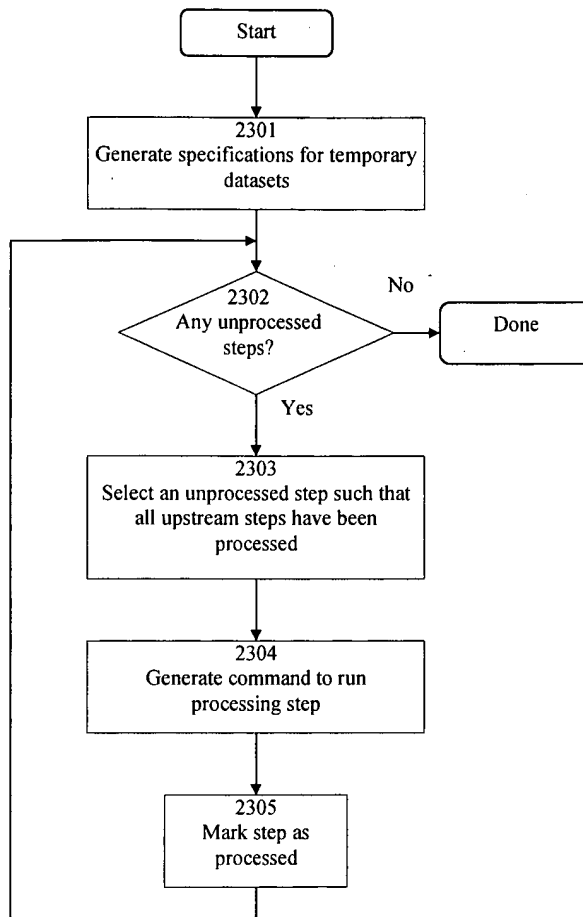 Start
2301
Generate specifications for temporary
datasets
2302
Any unprocessed
steps?
No
Done
Yes
2303
Select an unprocessed step such that
all upstream steps have been
processed
2304
Generate command to run
processing step
2305
Mark step as
processed